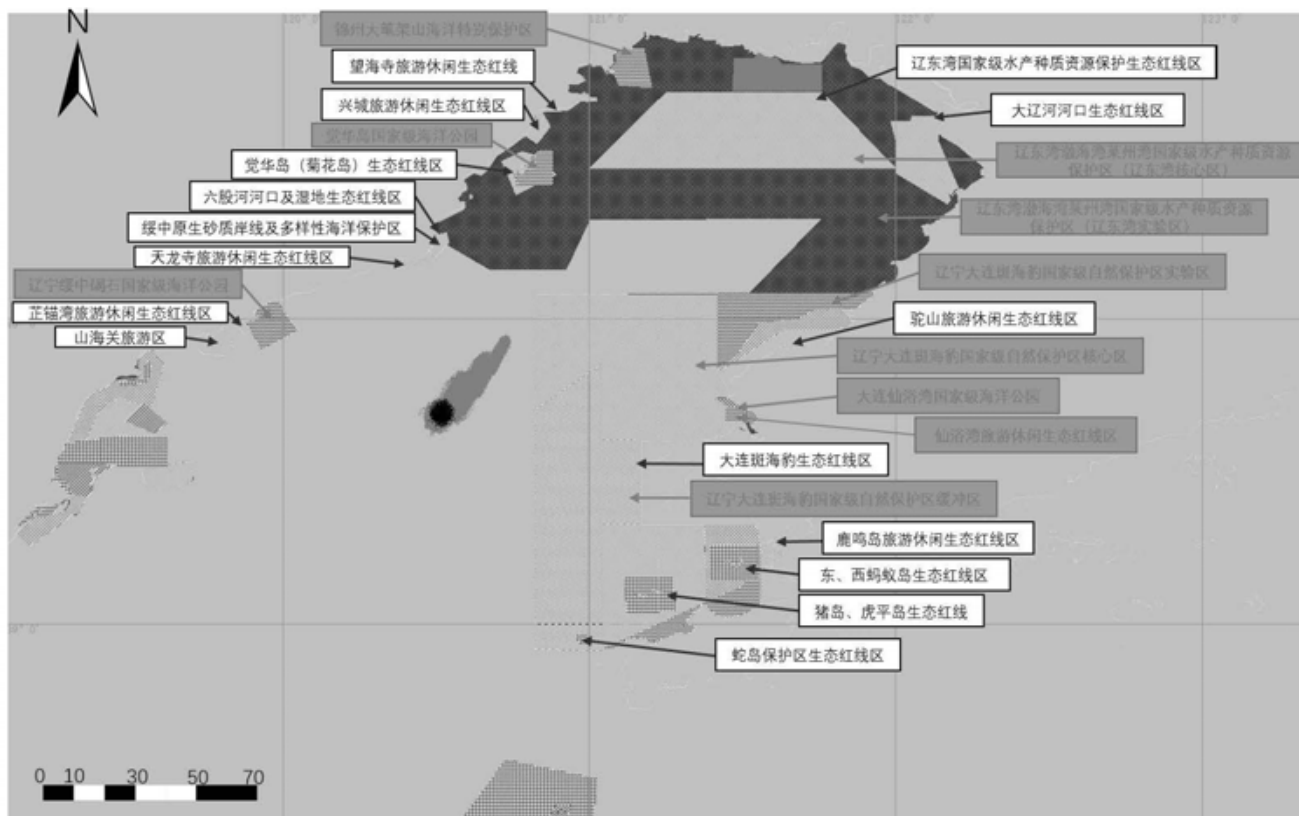 120° 0'
121° 0'
122° 0'
123° 0'
N
锦州大笔架山海洋特别保护区
望海寺旅游休闲生态红线
兴城旅游休闲生态红线区
觉华岛国家级海洋公园
觉华岛（菊花岛）生态红线区
六股河河口及湿地生态红线区
绥中原生砂质岸线及多样性海洋保护区
天龙寺旅游休闲生态红线区
辽宁绥中碣石国家级海洋公园
芷锚湾旅游休闲生态红线区
山海关旅游区
辽东湾国家级水产种质资源保护生态红线区
大辽河河口生态红线区
辽东湾渤海湾莱州湾国家级水产种质资源
保护区（辽东湾核心区）
辽东湾渤海湾莱州湾国家级水产种质资源
保护区（辽东湾实验区）
辽宁大连斑海豹国家级自然保护区实验区
驼山旅游休闲生态红线区
辽宁大连斑海豹国家级自然保护区核心区
大连仙浴湾国家级海洋公园
仙浴湾旅游休闲生态红线区
大连斑海豹生态红线区
辽宁大连斑海豹国家级自然保护区缓冲区
鹿鸣岛旅游休闲生态红线区
东、西蚂蚁岛生态红线区
猪岛、虎平岛生态红线
蛇岛保护区生态红线区
0 10 30 50 70